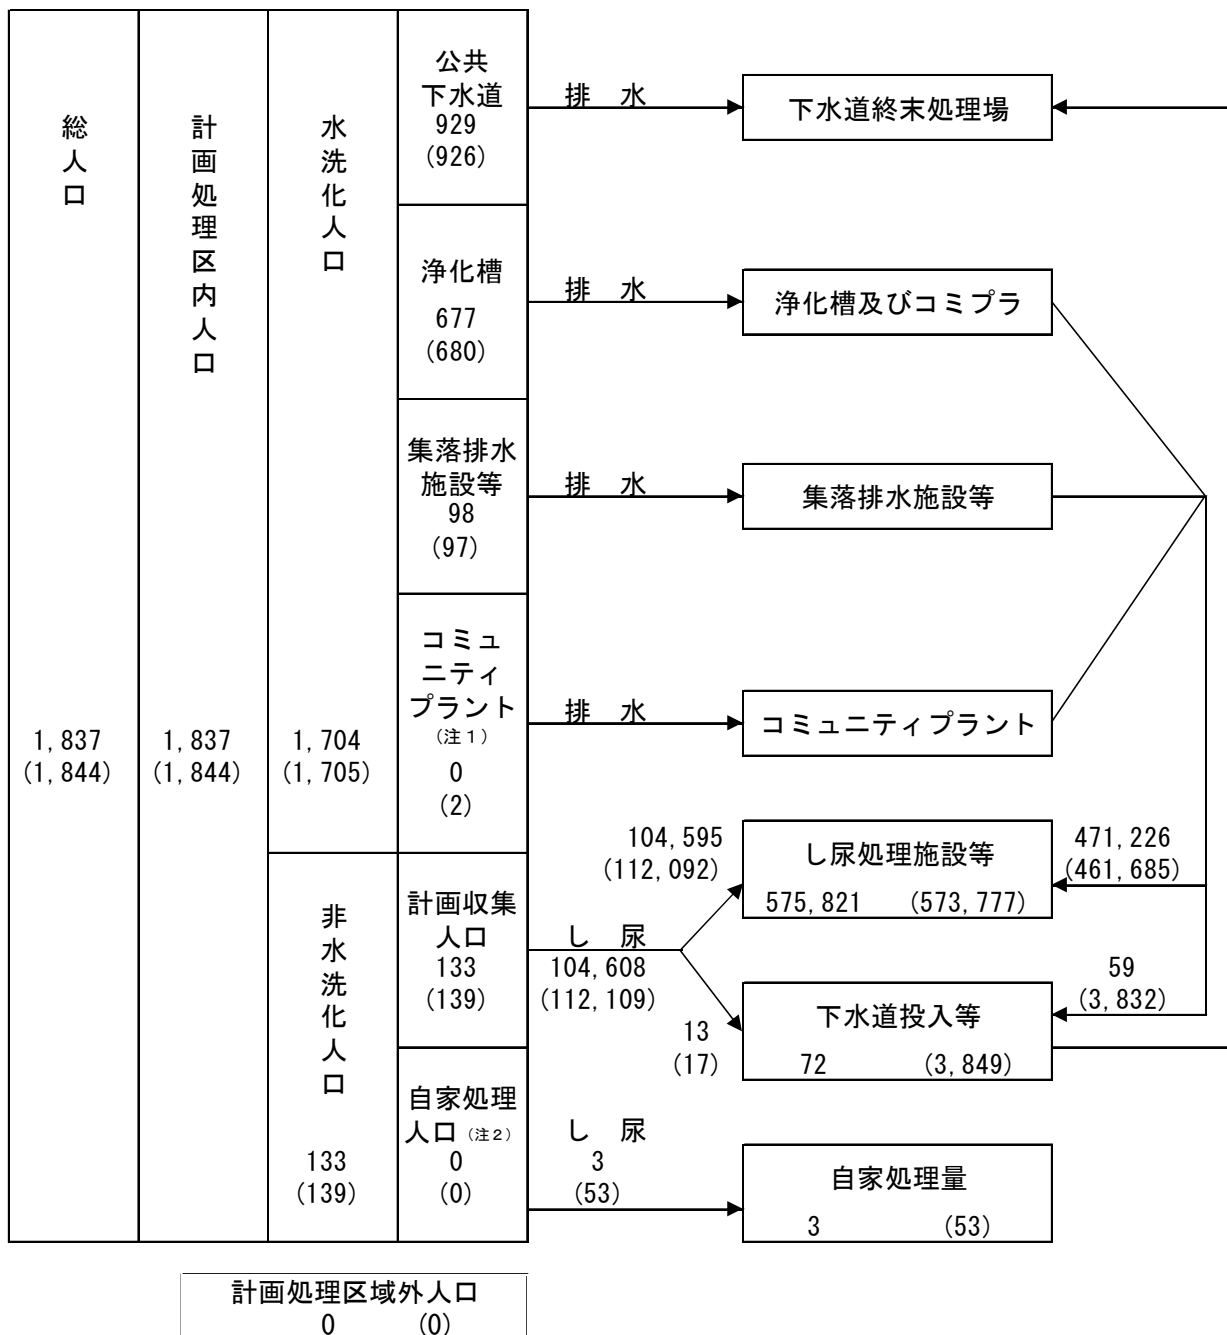 総人口
1,837
(1,844)
計画処理区内人口
1,837
(1,844)
水洗化人口
1,704
(1,705)
非水洗化人口
133
(139)
公共
下水道
929
(926)
浄化槽
677
(680)
集落排水
施設等
98
(97)
コミュ
ニティ
プラント
(注1)
0
(2)
計画収集
人口
133
(139)
自家処理
人口(注2)
0
(0)
排 水
下水道終末処理場
排 水
浄化槽及びコミプラ
排 水
集落排水施設等
排 水
コミュニティプラント
し 尿
104,608
(112,109)
104,595
(112,092)
し尿処理施設等
575,821 (573,777)
471,226
(461,685)
13
(17)
下水道投入等
72 (3,849)
59
(3,832)
し 尿
3
(53)
自家処理量
3 (53)
計画処理区域外人口
0 (0)